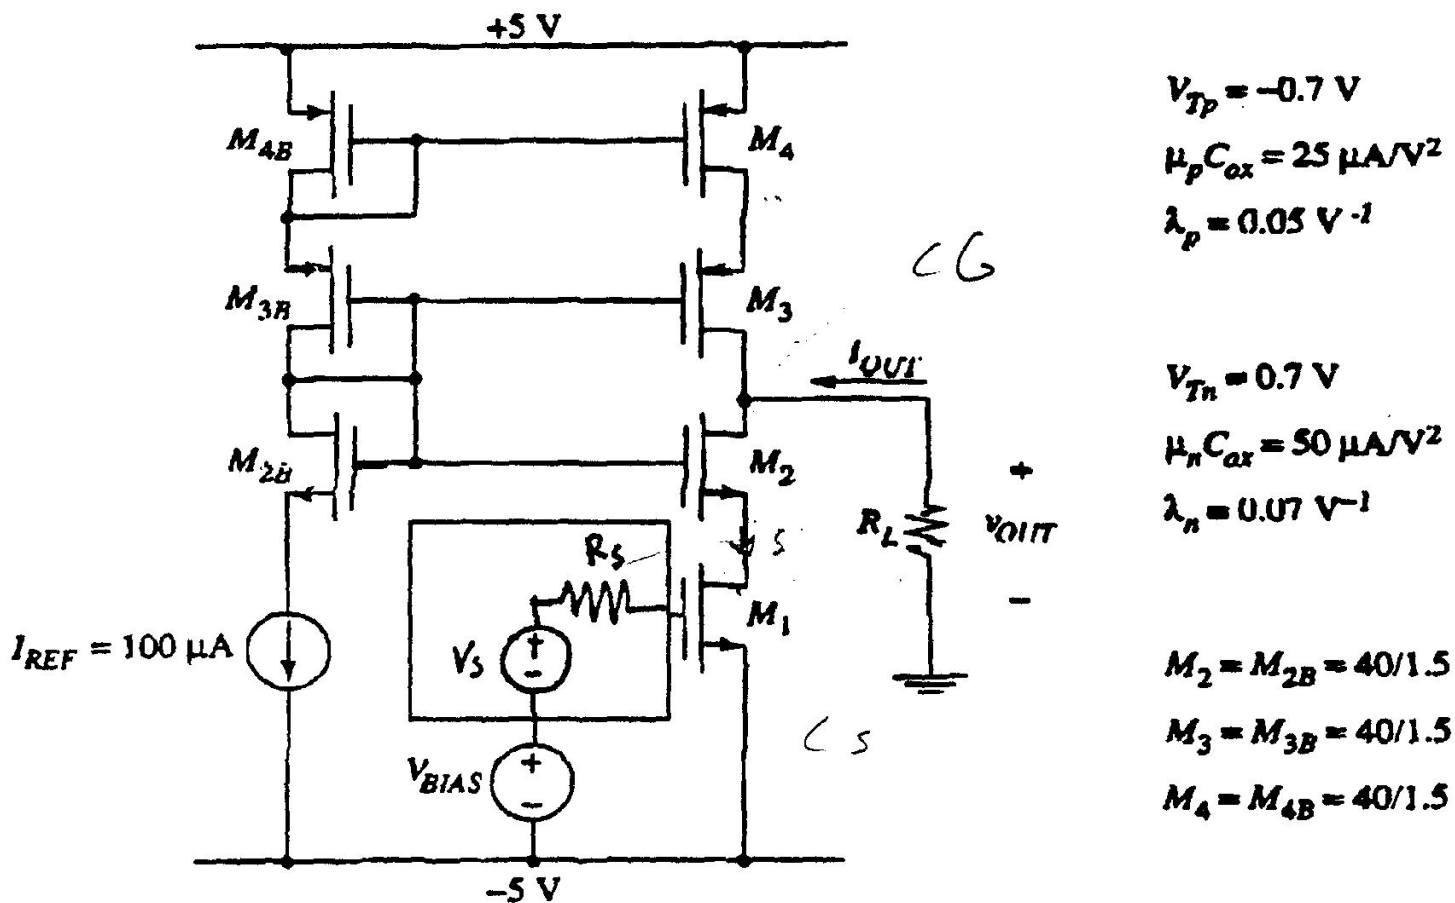 +5 V
M4B
M4
M3B
M3
CG
IOUT
M2B
M2
RS
S
RL
+
vOUT
−
M1
IREF = 100 μA
VS
+
−
CS
VBIAS
+
−
−5 V
VTp = −0.7 V
μpCox = 25 μA/V²
λp = 0.05 V⁻¹
VTn = 0.7 V
μnCox = 50 μA/V²
λn = 0.07 V⁻¹
M2 = M2B = 40/1.5
M3 = M3B = 40/1.5
M4 = M4B = 40/1.5